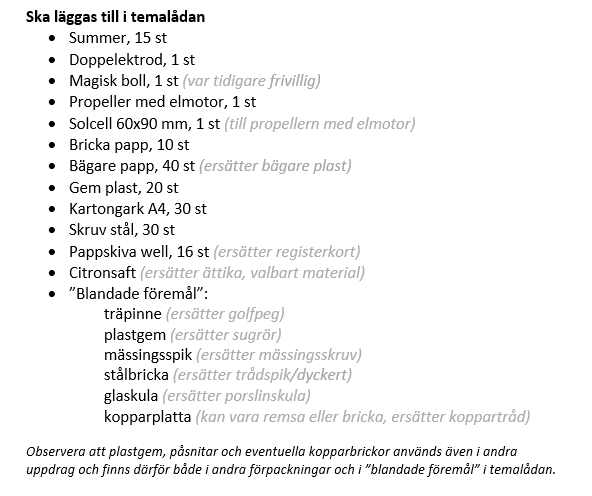 Ska läggas till i temalådan
• Summer, 15 st
• Doppelektrod, 1 st
• Magisk boll, 1 st (var tidigare frivillig)
• Propeller med elmotor, 1 st
• Solcell 60x90 mm, 1 st (till propellern med elmotor)
• Bricka papp, 10 st
• Bägare papp, 40 st (ersätter bägare plast)
• Gem plast, 20 st
• Kartongark A4, 30 st
• Skruv stål, 30 st
• Pappskiva well, 16 st (ersätter registerkort)
• Citronsaft (ersätter ättika, valbart material)
• ”Blandade föremål”:
träpinne (ersätter golfpeg)
plastgem (ersätter sugrör)
mässingsspik (ersätter mässingsskruv)
stålbricka (ersätter trådspik/dyckert)
glaskula (ersätter porslinskula)
kopparplatta (kan vara remsa eller bricka, ersätter koppartråd)
Observera att plastgem, påsnitar och eventuella kopparbrickor används även i andra
uppdrag och finns därför både i andra förpackningar och i ”blandade föremål” i temalådan.